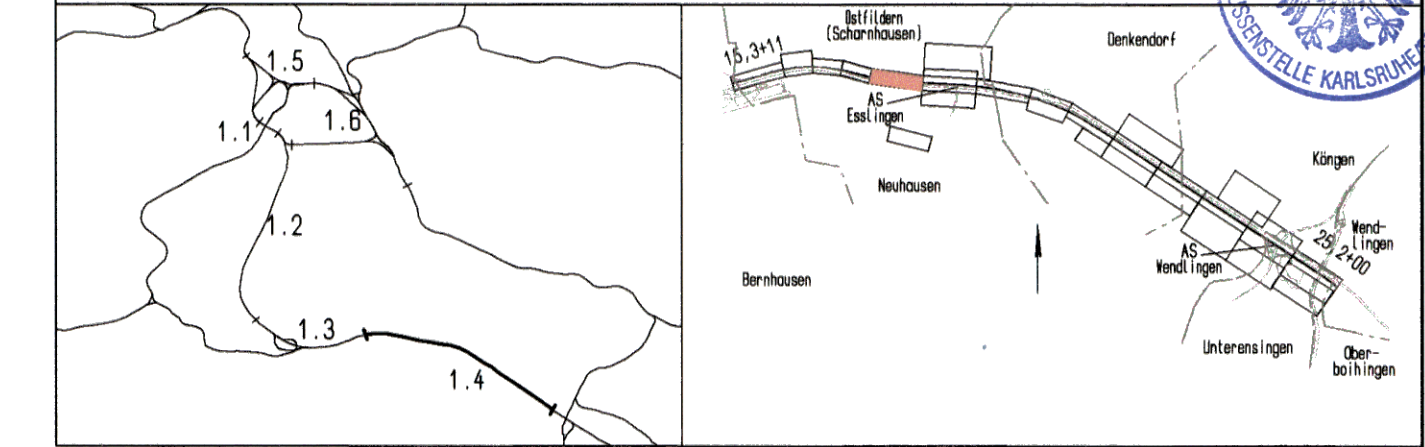 1.5
1.1
1.6
1.2
1.3
1.4
Ostfildern
(Scharnhausen)
Denkendorf
15,3+11
AS
Esslingen
Neuhausen
Köngen
Wend-
lingen
25,2+00
AS
Wendlingen
Bernhausen
Unterensingen
Ober-
boihingen
SSENSTELLE KARLSRUHE